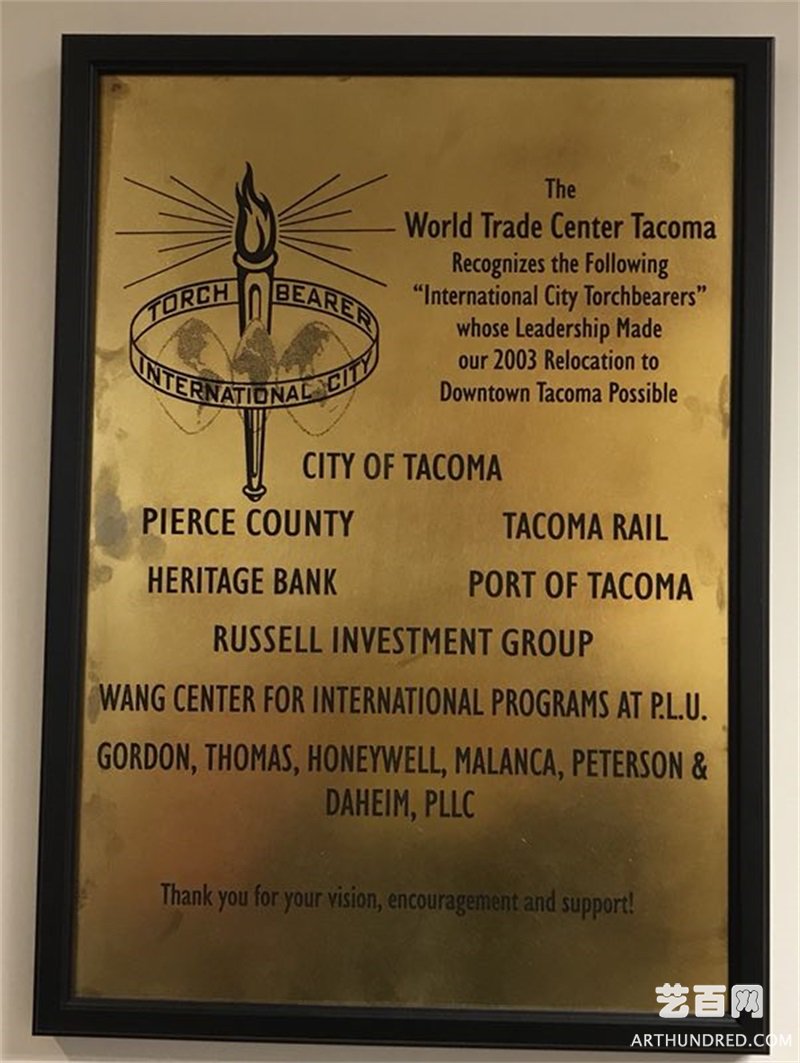 TORCH BEARER
INTERNATIONAL CITY
The
World Trade Center Tacoma
Recognizes the Following
“International City Torchbearers”
whose Leadership Made
our 2003 Relocation to
Downtown Tacoma Possible
CITY OF TACOMA
PIERCE COUNTY TACOMA RAIL
HERITAGE BANK PORT OF TACOMA
RUSSELL INVESTMENT GROUP
WANG CENTER FOR INTERNATIONAL PROGRAMS AT P.L.U.
GORDON, THOMAS, HONEYWELL, MALANCA, PETERSON &
DAHEIM, PLLC
Thank you for your vision, encouragement and support!
艺百网
ARTHUNDRED.COM